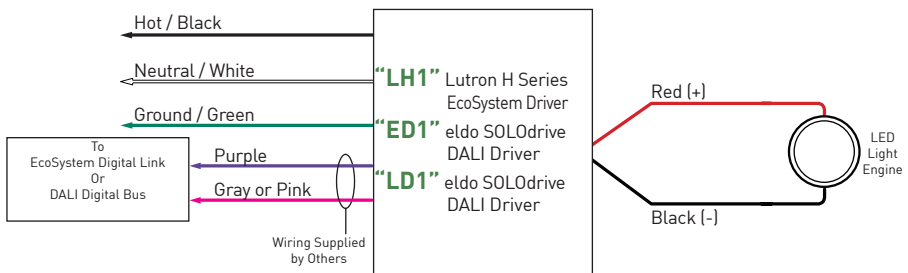 Hot / Black
Neutral / White
Ground / Green
To
EcoSystem Digital Link
Or
DALI Digital Bus
Purple
Gray or Pink
Wiring Supplied
by Others
“LH1” Lutron H Series
EcoSystem Driver
“ED1” eldo SOLOdrive
DALI Driver
“LD1” eldo SOLOdrive
DALI Driver
Red (+)
Black (-)
LED
Light
Engine